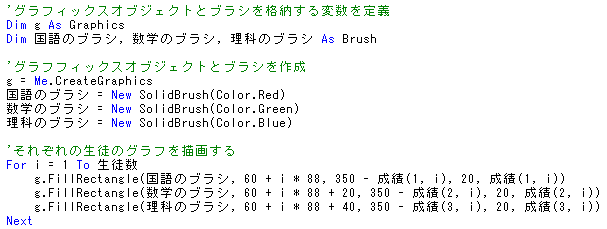 'グラフィックスオブジェクトとブラシを格納する変数を定義
Dim g As Graphics
Dim 国語のブラシ, 数学のブラシ, 理科のブラシ As Brush
'グラフフィックスオブジェクトとブラシを作成
g = Me.CreateGraphics
国語のブラシ = New SolidBrush(Color.Red)
数学のブラシ = New SolidBrush(Color.Green)
理科のブラシ = New SolidBrush(Color.Blue)
'それぞれの生徒のグラフを描画する
For i = 1 To 生徒数
g.FillRectangle(国語のブラシ, 60 + i * 88, 350 - 成績(1, i), 20, 成績(1, i))
g.FillRectangle(数学のブラシ, 60 + i * 88 + 20, 350 - 成績(2, i), 20, 成績(2, i))
g.FillRectangle(理科のブラシ, 60 + i * 88 + 40, 350 - 成績(3, i), 20, 成績(3, i))
Next